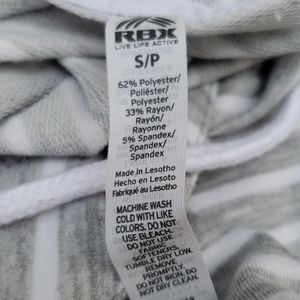 RBX
LIVE LIFE ACTIVE
S/P
62% Polyester/
Poliéster/
Polyester
33% Rayon/
Rayón/
Rayonne
5% Spandex/
Spandex/
Spandex
Made in Lesotho
Hecho en Lesoto
Fabriqué au Lesotho
MACHINE WASH
COLD WITH LIKE
COLORS. DO NOT
USE BLEACH.
DO NOT USE
FABRIC
SOFTENERS.
TUMBLE DRY LOW.
REMOVE
PROMPTLY.
DO NOT IRON. DO
NOT DRY CLEAN.